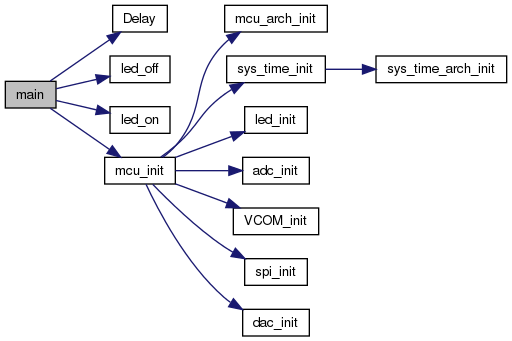 main
Delay
led_off
led_on
mcu_init
mcu_arch_init
sys_time_init
led_init
adc_init
VCOM_init
spi_init
dac_init
sys_time_arch_init